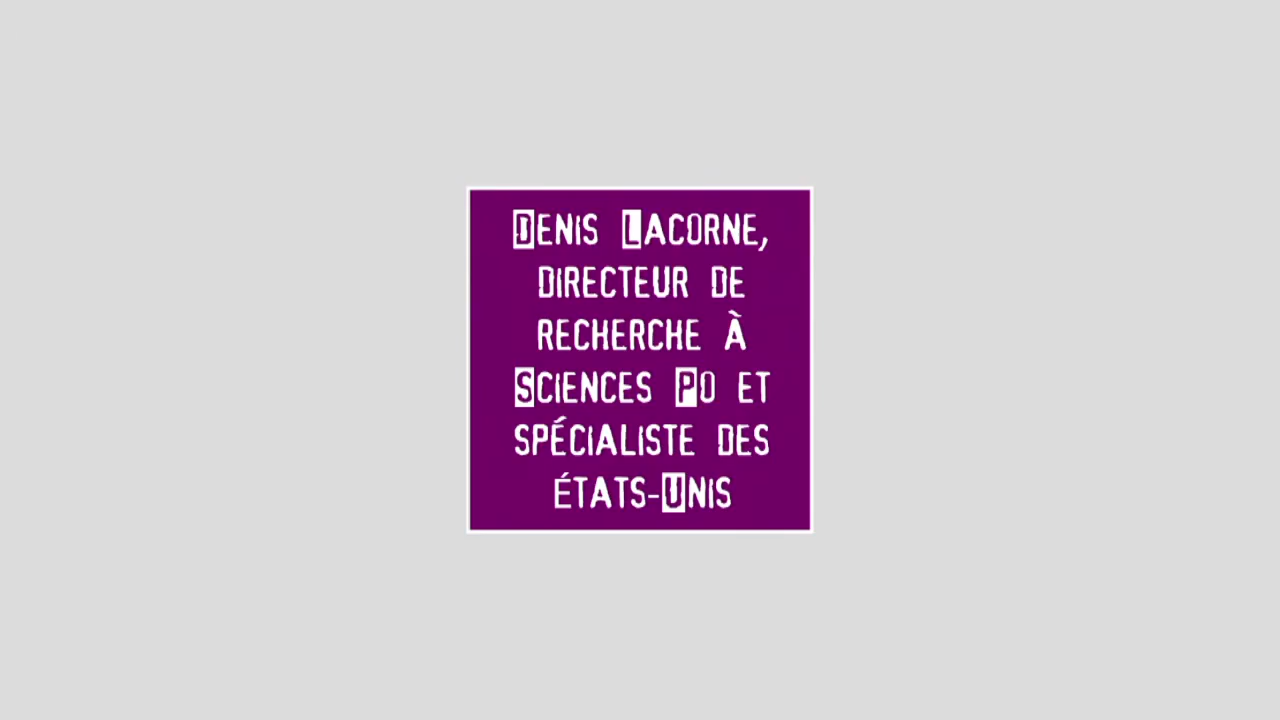 Denis Lacorne,
directeur de
recherche à
Sciences Po et
spécialiste des
états-Unis